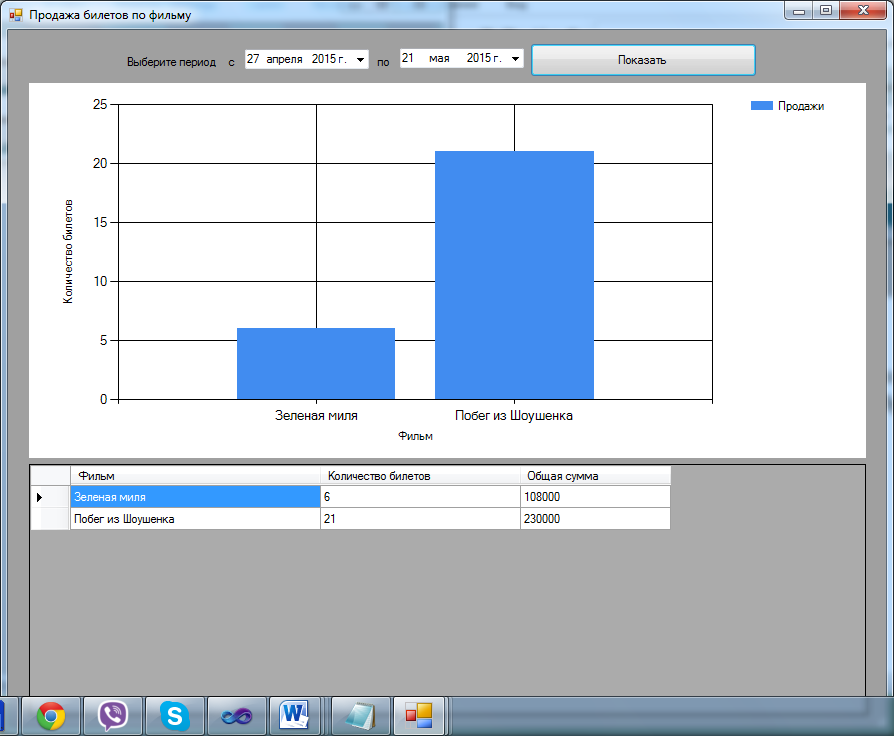 Продажа билетов по фильму
Выберите период с 27 апреля 2015 г. по 21 мая 2015 г. Показать
25
20
15
10
5
0
Количество билетов
Зеленая миля Побег из Шоушенка
Фильм
Продажи
Фильм Количество билетов Общая сумма
Зеленая миля 6 108000
Побег из Шоушенка 21 230000